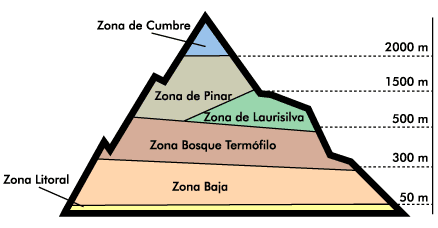 Zona de Cumbre
2000 m
1500 m
Zona de Pinar
Zona de Laurisilva
500 m
Zona Bosque Termófilo
300 m
Zona Litoral
Zona Baja
50 m